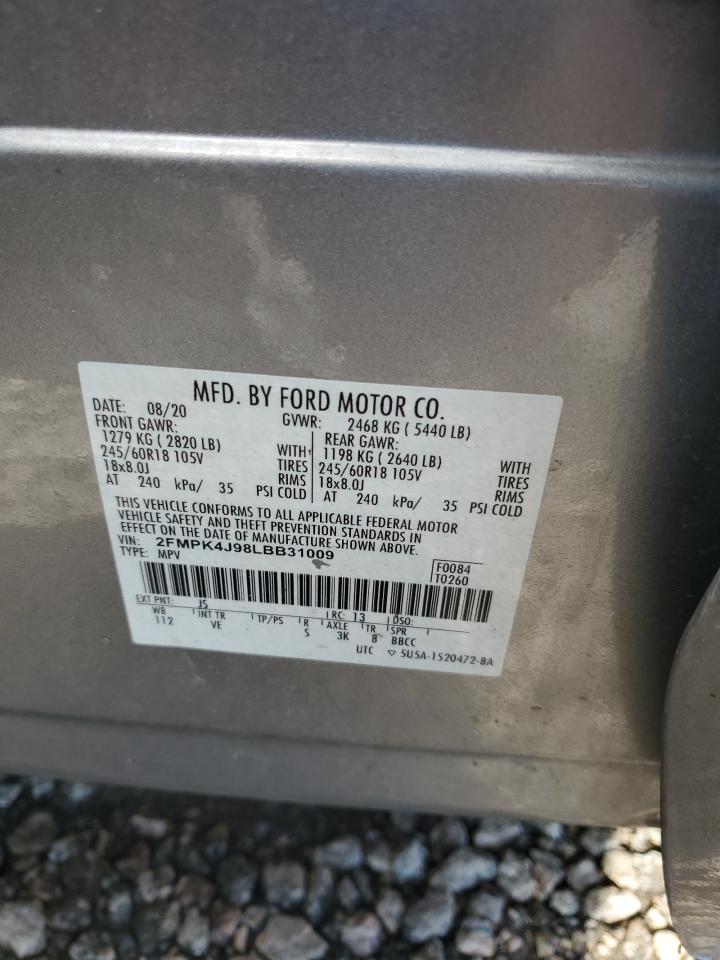 MFD. BY FORD MOTOR CO.
DATE: 08/20 GVWR: 2468 KG ( 5440 LB)
FRONT GAWR: REAR GAWR:
1279 KG ( 2820 LB) WITH 1198 KG ( 2640 LB) WITH
245/60R18 105V TIRES 245/60R18 105V TIRES
18x8.0J RIMS 18x8.0J RIMS
AT 240 kPa/ 35 PSI COLD AT 240 kPa/ 35 PSI COLD
THIS VEHICLE CONFORMS TO ALL APPLICABLE FEDERAL MOTOR
VEHICLE SAFETY AND THEFT PREVENTION STANDARDS IN
EFFECT ON THE DATE OF MANUFACTURE SHOWN ABOVE.
VIN: 2FMPK4J98LBB31009
TYPE: MPV F0084
T0260
EXT PNT: JS RC: 13 DSO:
WB INT TR TP/PS R AXLE TR SPR
112 VE S 3K 8 BBCC
UTC ▽ 5U5A-1520472-BA